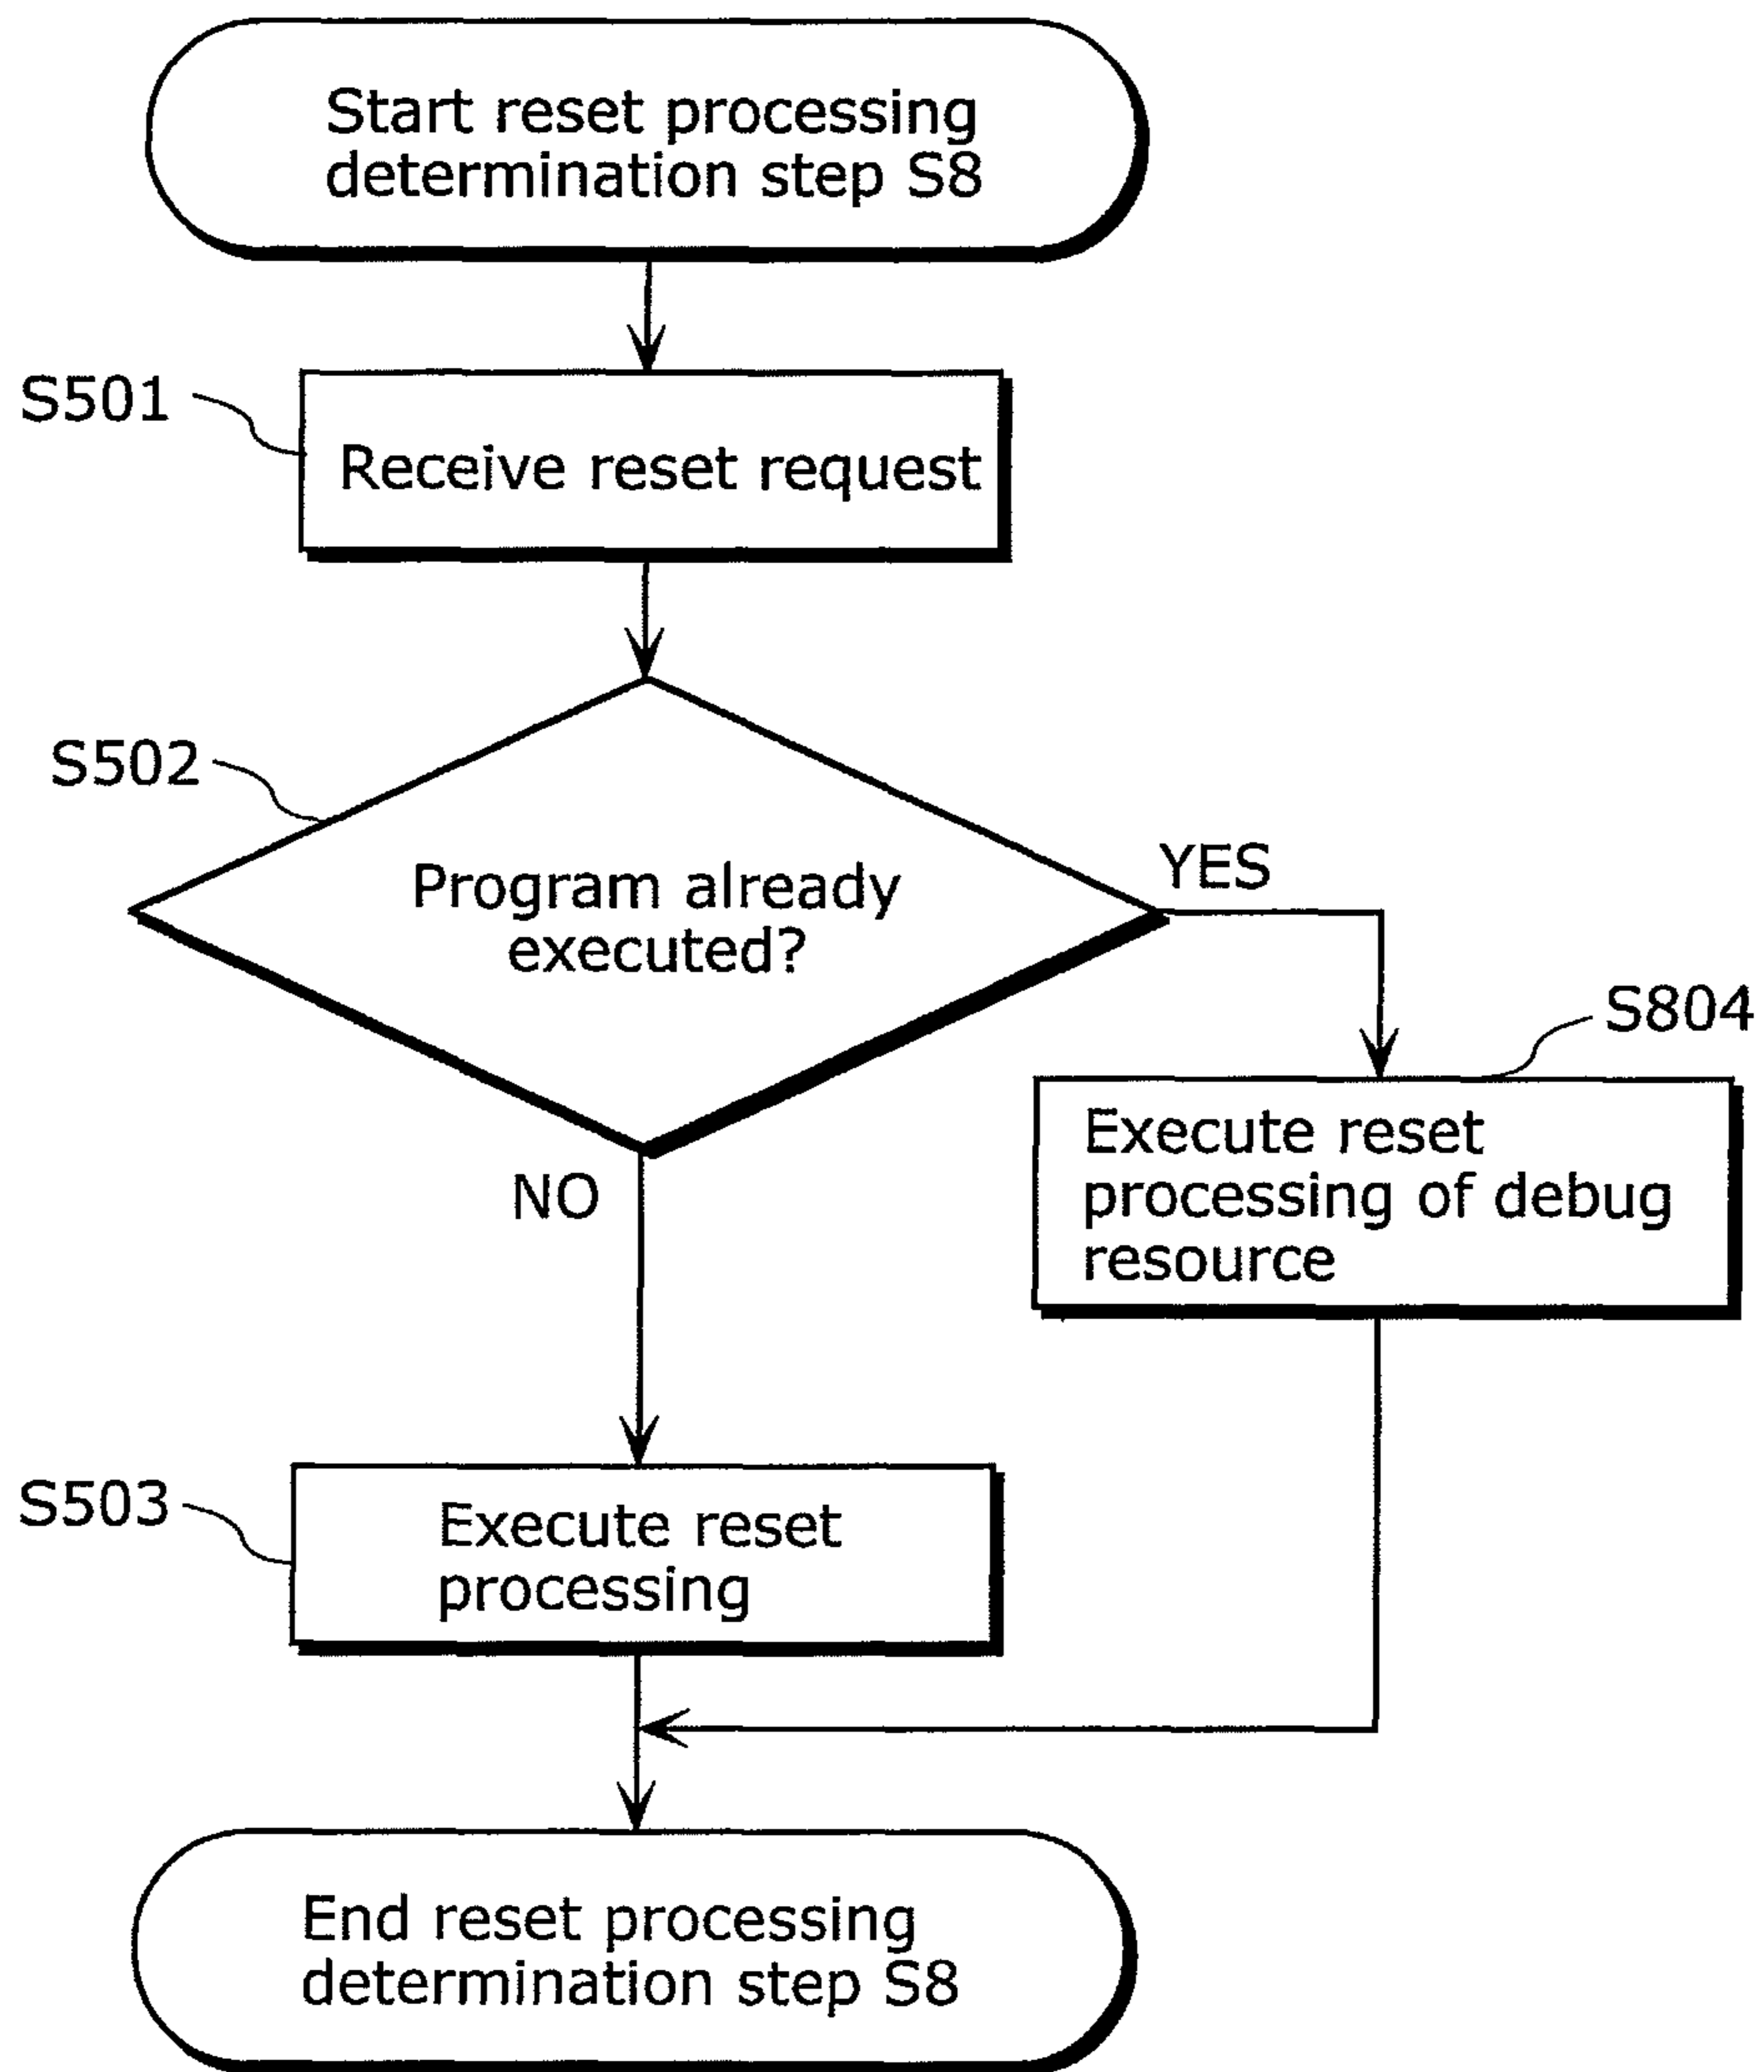 Start reset processing
determination step S8
S501
Receive reset request
S502
Program already
executed?
YES
S804
Execute reset
processing of debug
resource
NO
S503
Execute reset
processing
End reset processing
determination step S8